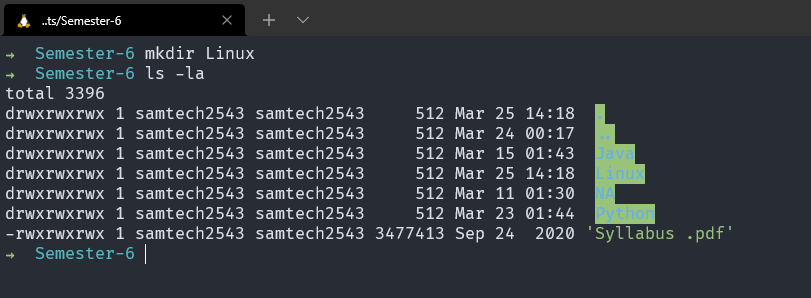 ..ts/Semester-6
→ Semester-6 mkdir Linux
→ Semester-6 ls -la
total 3396
drwxrwxrwx 1 samtech2543 samtech2543     512 Mar 25 14:18  .
drwxrwxrwx 1 samtech2543 samtech2543     512 Mar 24 00:17  ..
drwxrwxrwx 1 samtech2543 samtech2543     512 Mar 15 01:43  Java
drwxrwxrwx 1 samtech2543 samtech2543     512 Mar 25 14:18  Linux
drwxrwxrwx 1 samtech2543 samtech2543     512 Mar 11 01:30  NA
drwxrwxrwx 1 samtech2543 samtech2543     512 Mar 23 01:44  Python
-rwxrwxrwx 1 samtech2543 samtech2543 3477413 Sep 24  2020 'Syllabus .pdf'
→ Semester-6